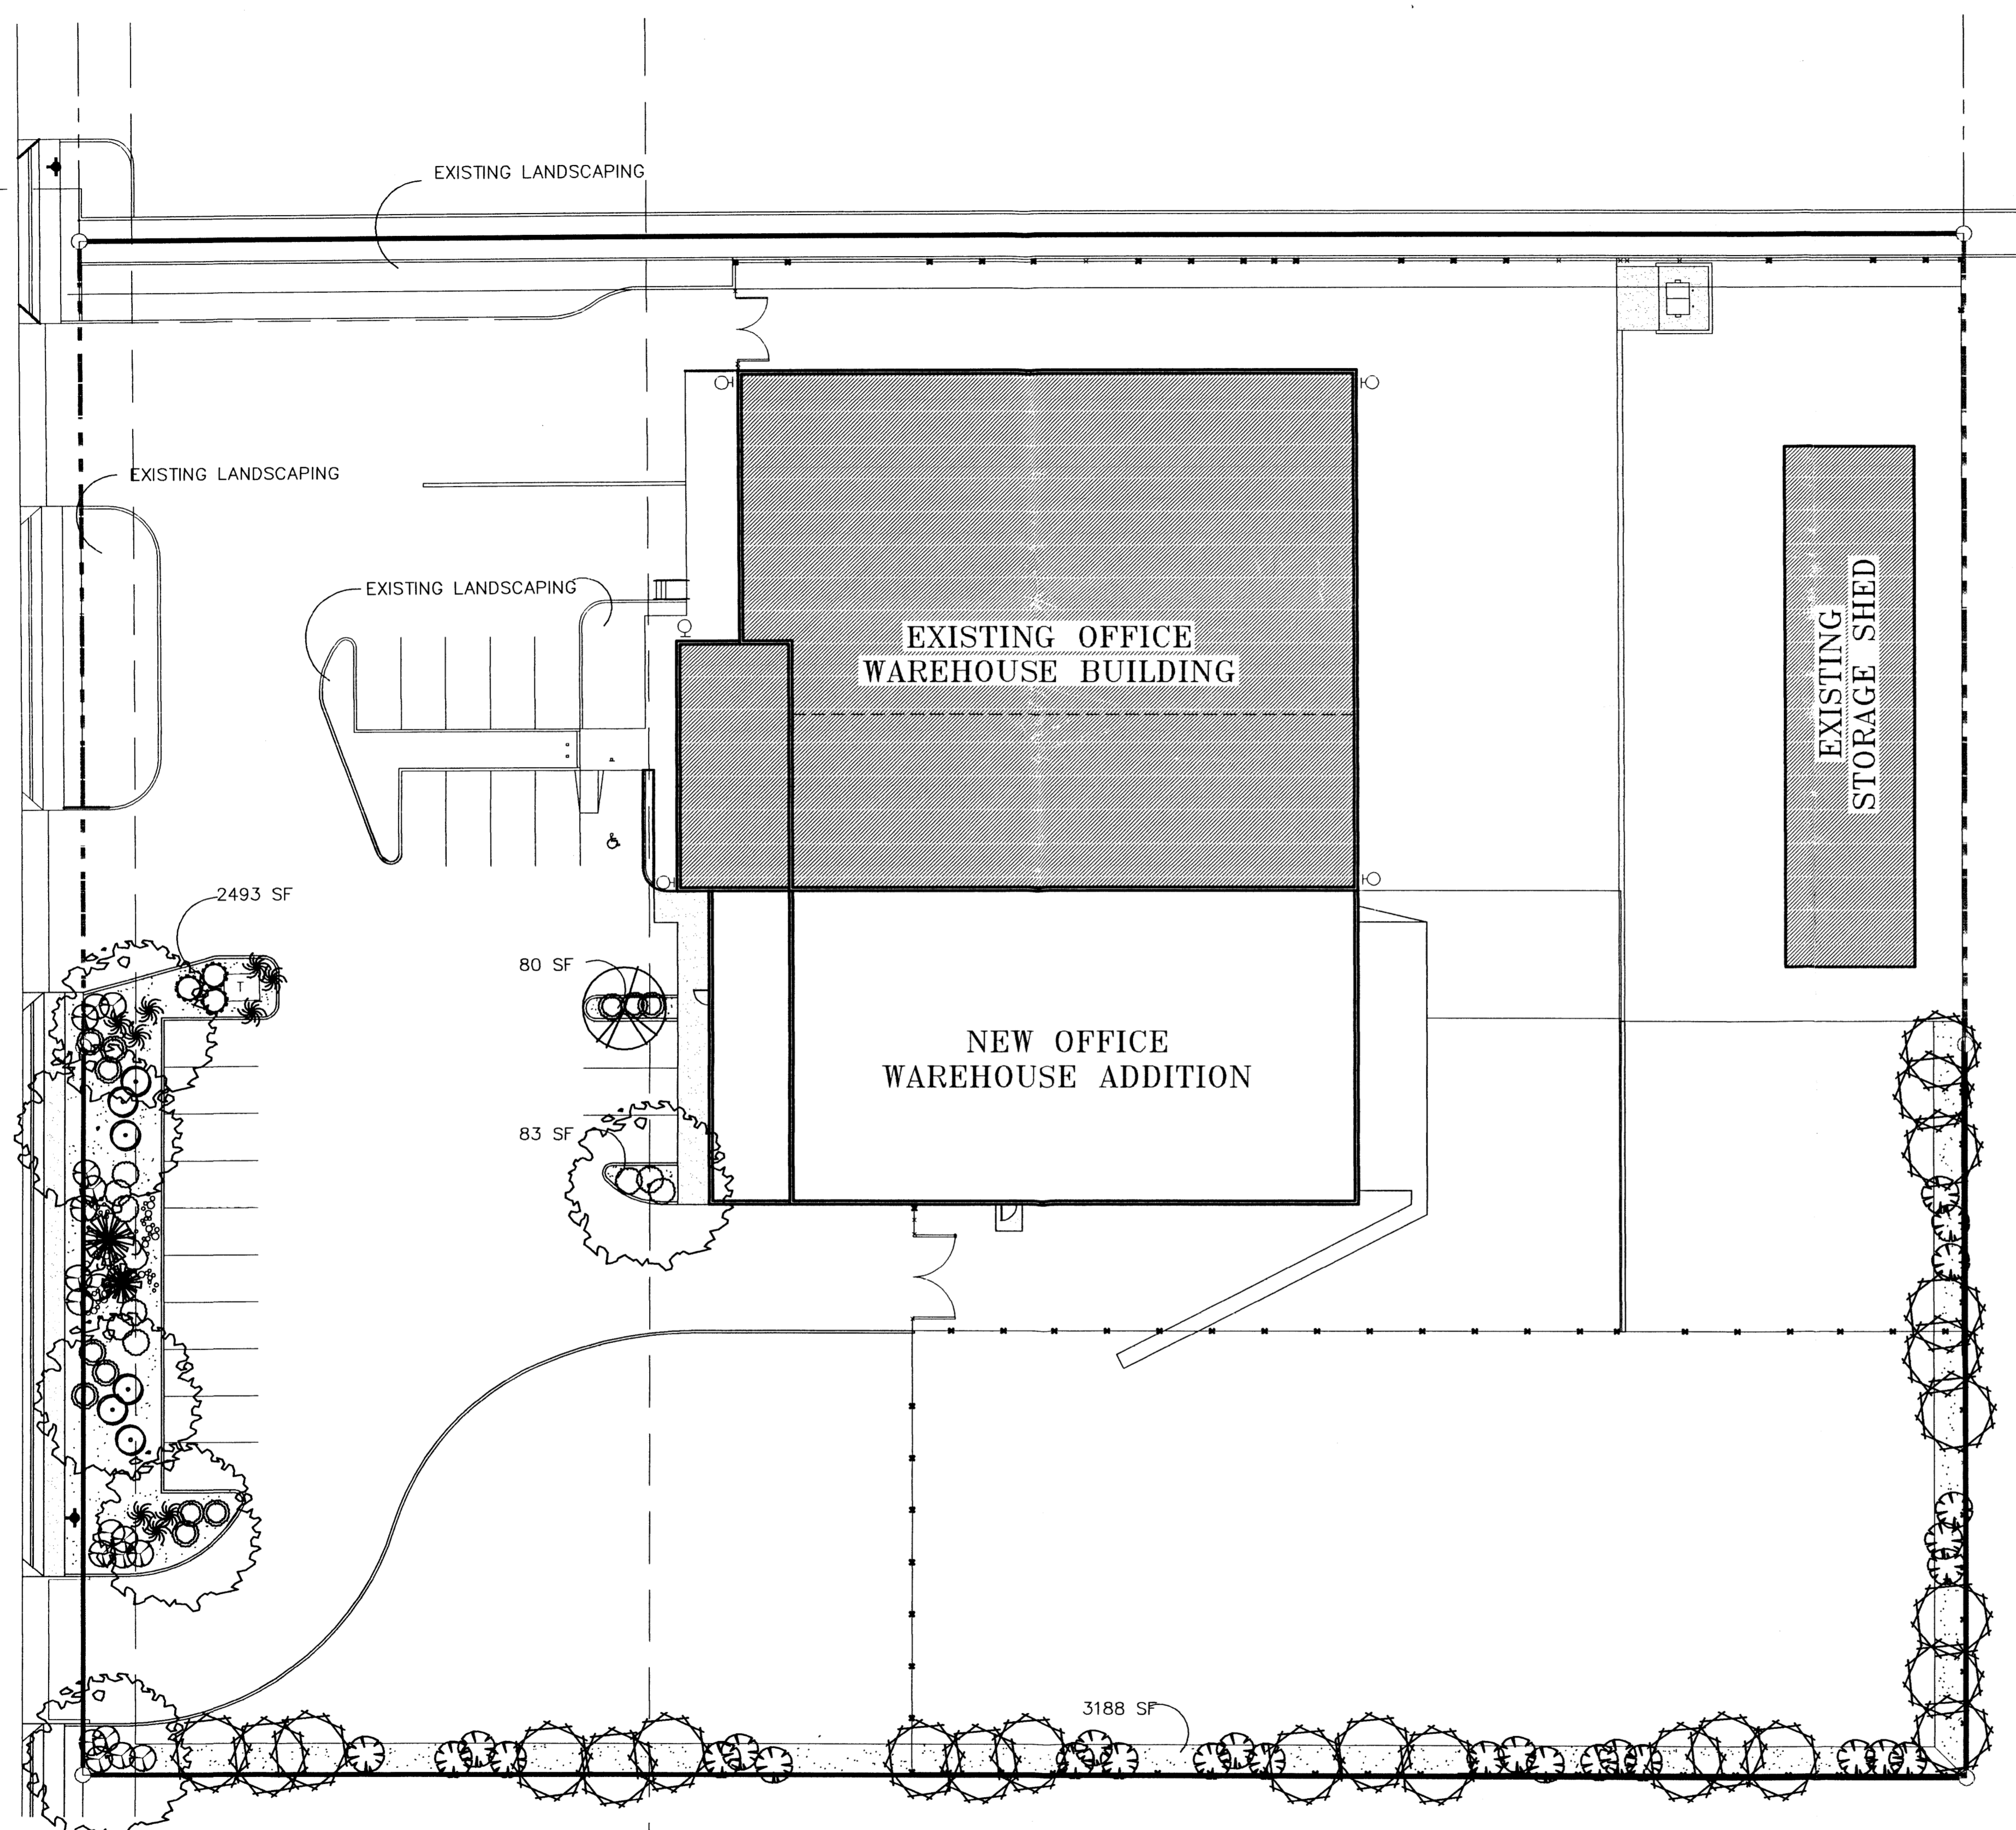 EXISTING LANDSCAPING
EXISTING LANDSCAPING
EXISTING LANDSCAPING
EXISTING OFFICE
WAREHOUSE BUILDING
EXISTING
STORAGE SHED
2493 SF
80 SF
T
NEW OFFICE
WAREHOUSE ADDITION
83 SF
3188 SF